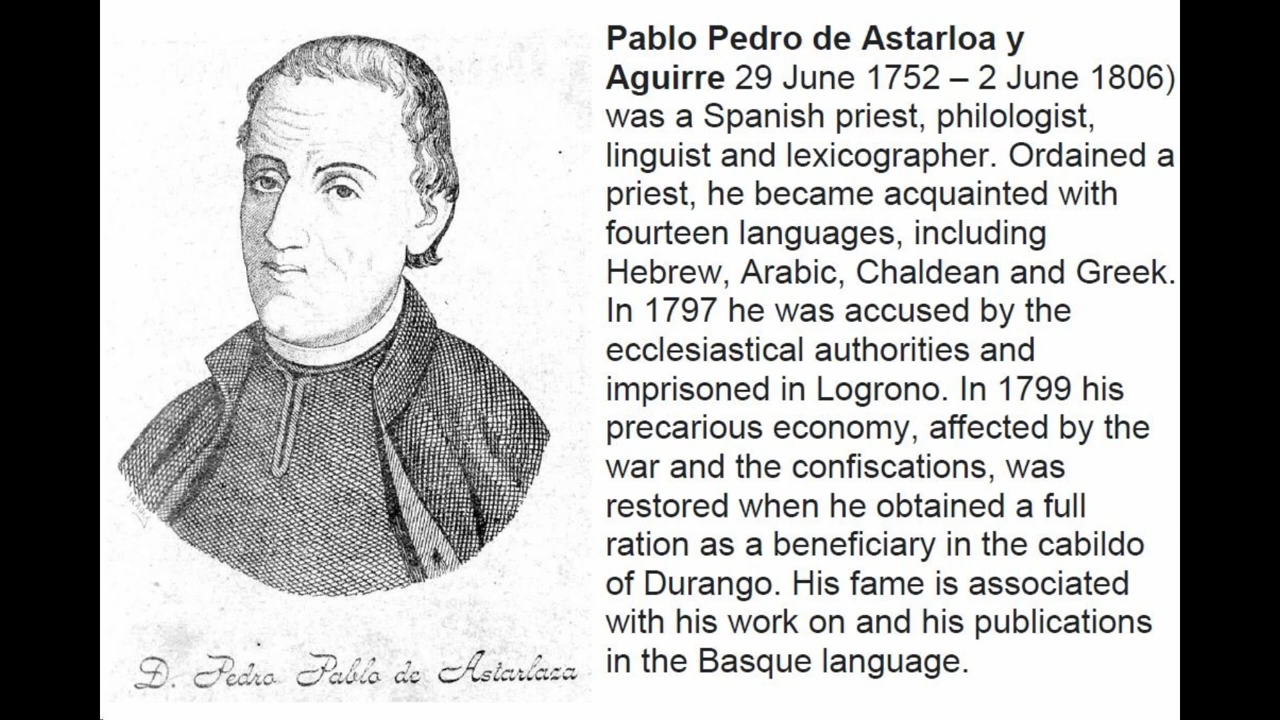 Pablo Pedro de Astarloa y
Aguirre 29 June 1752 – 2 June 1806)
was a Spanish priest, philologist,
linguist and lexicographer. Ordained a
priest, he became acquainted with
fourteen languages, including
Hebrew, Arabic, Chaldean and Greek.
In 1797 he was accused by the
ecclesiastical authorities and
imprisoned in Logrono. In 1799 his
precarious economy, affected by the
war and the confiscations, was
restored when he obtained a full
ration as a beneficiary in the cabildo
of Durango. His fame is associated
with his work on and his publications
in the Basque language.
D. Pedro Pablo de Astarlaza